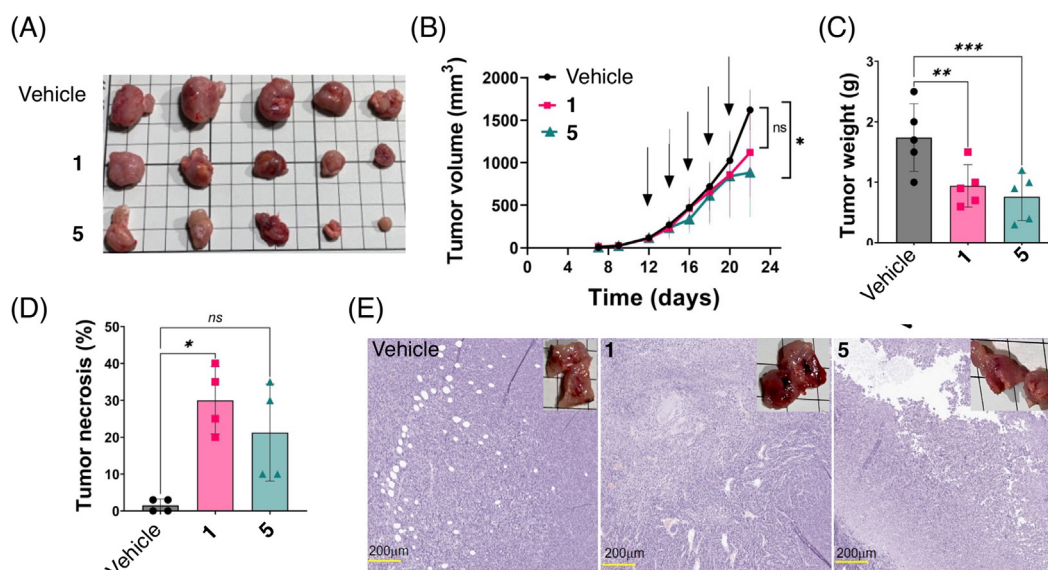 (A)
Vehicle
1
5
(B)
Tumor volume (mm³)
2000
1500
1000
500
0
Vehicle
1
5
ns
*
0 4 8 12 16 20 24
Time (days)
(C)
Tumor weight (g)
3
2
1
0
***
**
Vehicle 1 5
(D)
Tumor necrosis (%)
50
40
30
20
10
0
ns
*
Vehicle 1 5
(E)
Vehicle
200μm
1
200μm
5
200μm